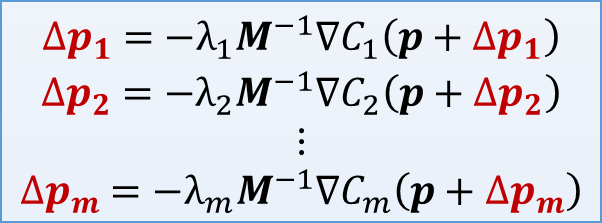 Δp₁ = −λ₁M⁻¹∇C₁(p + Δp₁)
Δp₂ = −λ₂M⁻¹∇C₂(p + Δp₂)
⋮
Δpₘ = −λₘM⁻¹∇Cₘ(p + Δpₘ)